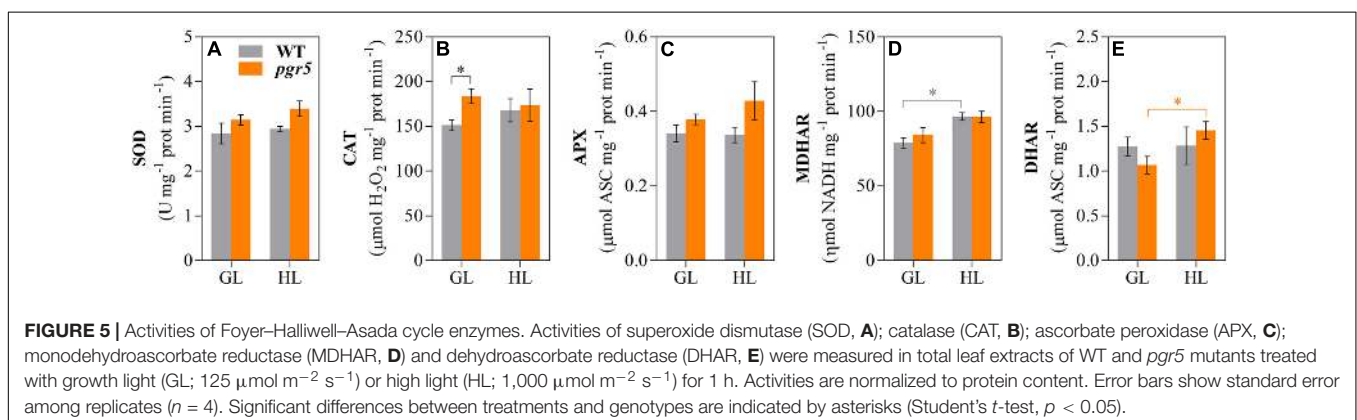 A
WT
pgr5
SOD
(U mg⁻¹ prot min⁻¹)
5
4
3
2
1
0
GL HL
B
CAT
(μmol H₂O₂ mg⁻¹ prot min⁻¹)
250
200
150
100
50
0
*
GL HL
C
APX
(μmol ASC mg⁻¹ prot min⁻¹)
0.6
0.4
0.2
0.0
GL HL
D
MDHAR
(ηmol NADH mg⁻¹ prot min⁻¹)
150
100
50
0
*
GL HL
E
DHAR
(μmol ASC mg⁻¹ prot min⁻¹)
2.5
2.0
1.5
1.0
0.5
0.0
*
GL HL
FIGURE 5 | Activities of Foyer–Halliwell–Asada cycle enzymes. Activities of superoxide dismutase (SOD, A); catalase (CAT, B); ascorbate peroxidase (APX, C);
monodehydroascorbate reductase (MDHAR, D) and dehydroascorbate reductase (DHAR, E) were measured in total leaf extracts of WT and pgr5 mutants treated
with growth light (GL; 125 μmol m⁻² s⁻¹) or high light (HL; 1,000 μmol m⁻² s⁻¹) for 1 h. Activities are normalized to protein content. Error bars show standard error
among replicates (n = 4). Significant differences between treatments and genotypes are indicated by asterisks (Student's t-test, p < 0.05).